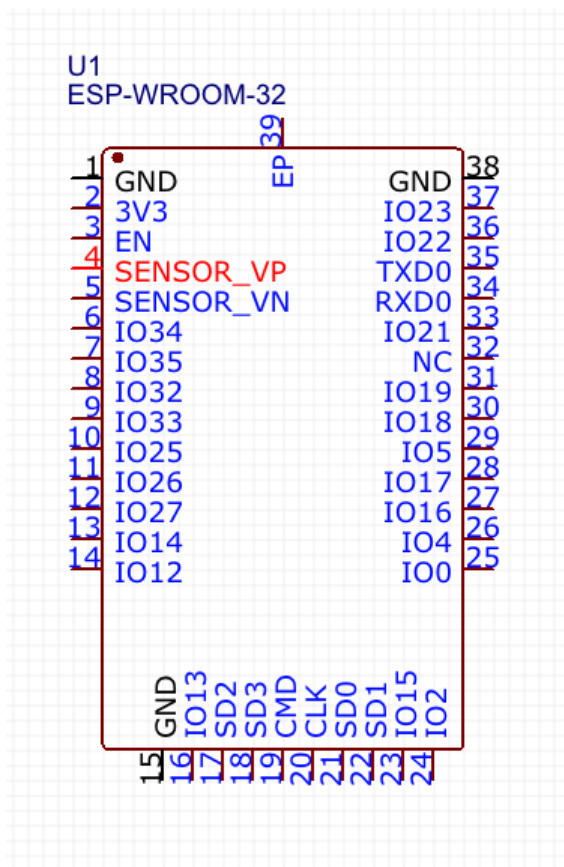 U1
ESP-WROOM-32
39
EP
1 GND
2 3V3
3 EN
4 SENSOR_VP
5 SENSOR_VN
6 IO34
7 IO35
8 IO32
9 IO33
10 IO25
11 IO26
12 IO27
13 IO14
14 IO12
GND 38
IO23 37
IO22 36
TXD0 35
RXD0 34
IO21 33
NC 32
IO19 31
IO18 30
IO5 29
IO17 28
IO16 27
IO4 26
IO0 25
GND 15
IO13 16
SD2 17
SD3 18
CMD 19
CLK 20
SD0 21
SD1 22
IO15 23
IO2 24